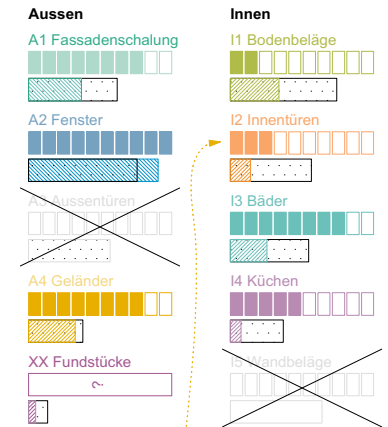 Aussen
A1 Fassadenschalung
A2 Fenster
A3 Aussentüren
A4 Geländer
XX Fundstücke
?
Innen
I1 Bodenbeläge
I2 Innentüren
I3 Bäder
I4 Küchen
I5 Wandbeläge